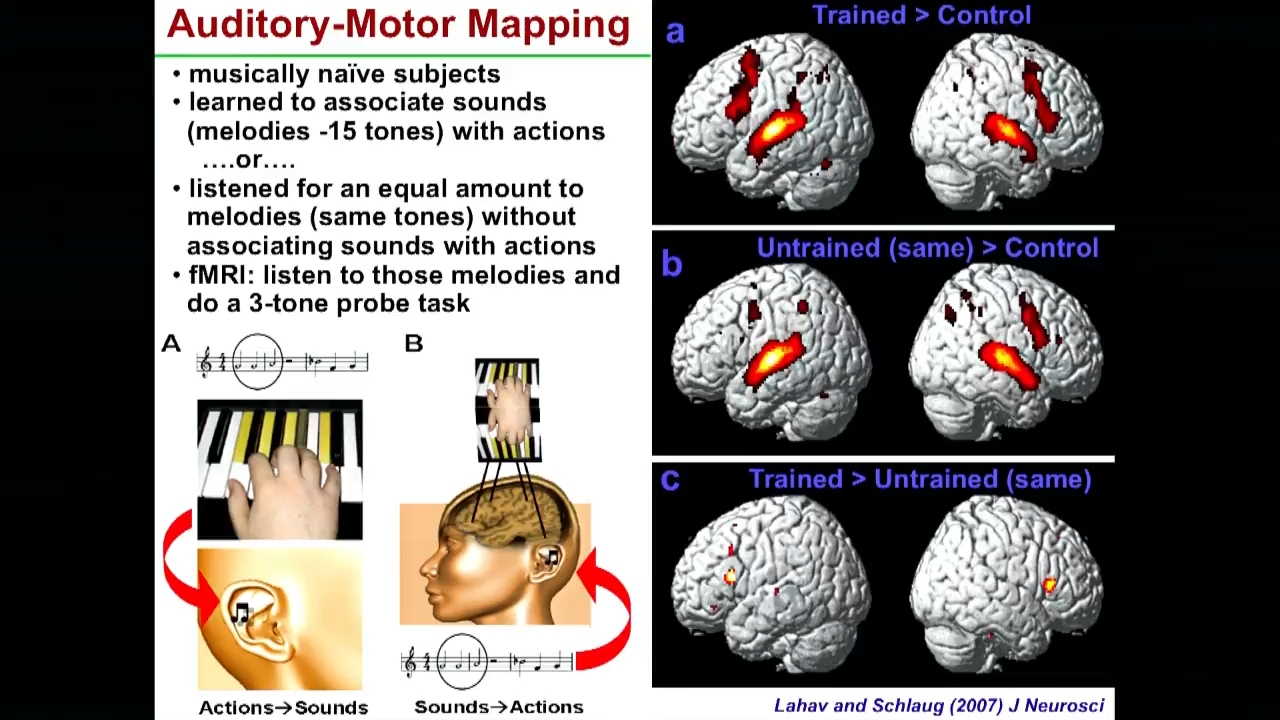 Auditory-Motor Mapping
• musically naïve subjects
• learned to associate sounds
(melodies -15 tones) with actions
....or....
• listened for an equal amount to
melodies (same tones) without
associating sounds with actions
• fMRI: listen to those melodies and
do a 3-tone probe task
A
B
Actions→Sounds
Sounds→Actions
a
Trained > Control
b
Untrained (same) > Control
c
Trained > Untrained (same)
Lahav and Schlaug (2007) J Neurosci